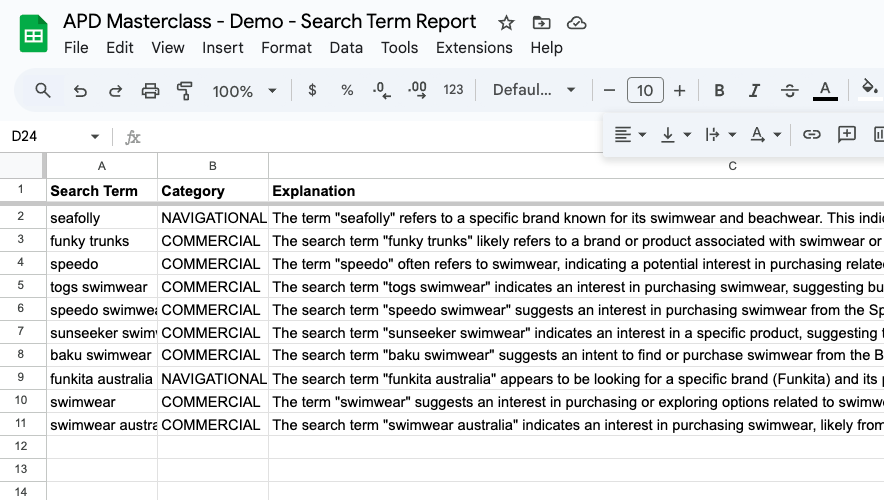 APD Masterclass - Demo - Search Term Report
File Edit View Insert Format Data Tools Extensions Help
100% $ % .0 .00 123 Defaul... 10 B I A
D24 fx
A B C
1 Search Term Category Explanation
2 seafolly NAVIGATIONAL The term "seafolly" refers to a specific brand known for its swimwear and beachwear. This indi
3 funky trunks COMMERCIAL The search term "funky trunks" likely refers to a brand or product associated with swimwear or
4 speedo COMMERCIAL The term "speedo" often refers to swimwear, indicating a potential interest in purchasing relate
5 togs swimwear COMMERCIAL The search term "togs swimwear" indicates an interest in purchasing swimwear, suggesting bu
6 speedo swimwea COMMERCIAL The search term "speedo swimwear" suggests an interest in purchasing swimwear from the Sp
7 sunseeker swimw COMMERCIAL The search term "sunseeker swimwear" indicates an interest in a specific product, suggesting t
8 baku swimwear COMMERCIAL The search term "baku swimwear" suggests an intent to find or purchase swimwear from the B
9 funkita australia NAVIGATIONAL The search term "funkita australia" appears to be looking for a specific brand (Funkita) and its
10 swimwear COMMERCIAL The term "swimwear" suggests an interest in purchasing or exploring options related to swimw
11 swimwear austra COMMERCIAL The search term "swimwear australia" indicates an interest in purchasing swimwear, likely from
12
13
14